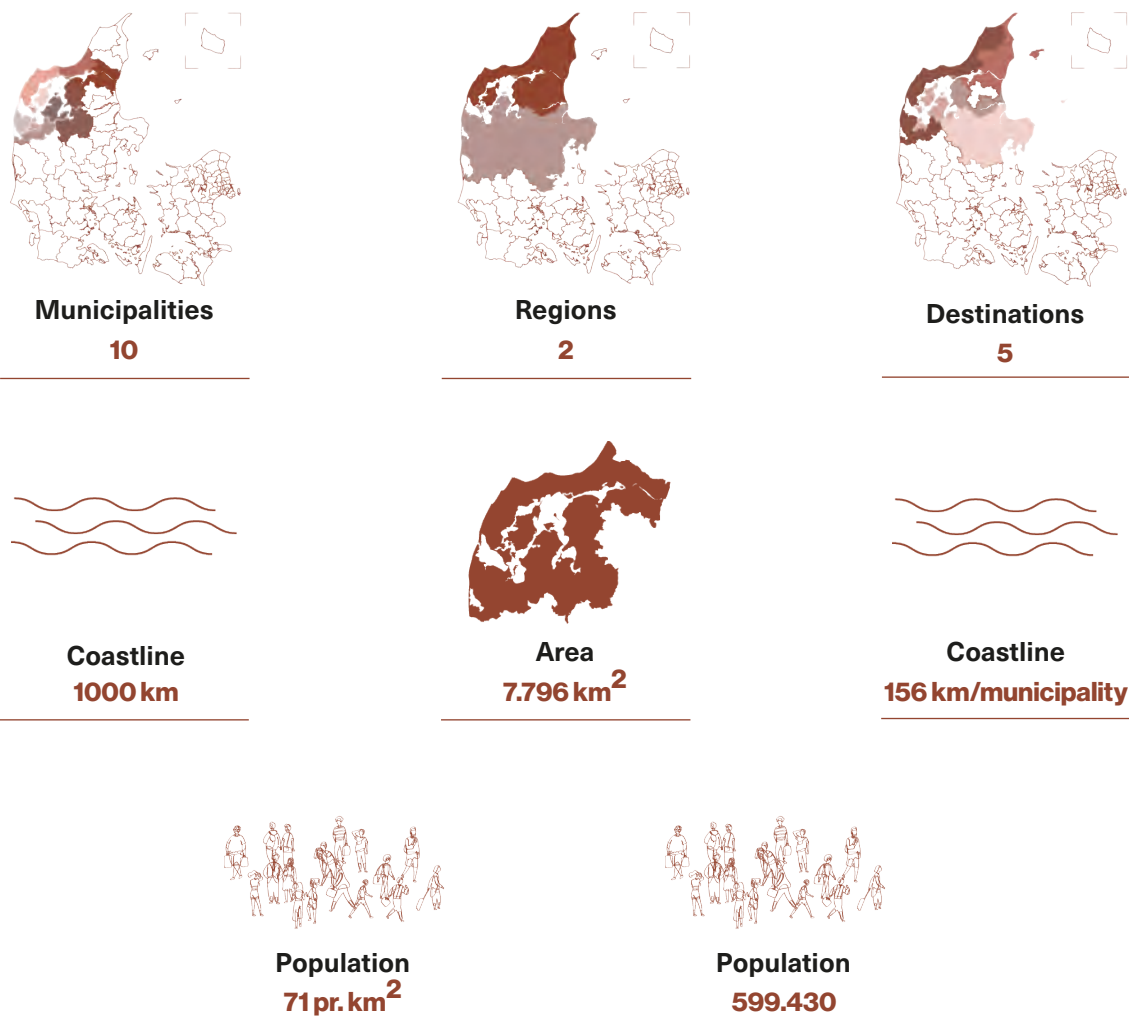 Municipalities
10
Regions
2
Destinations
5
Coastline
1000 km
Area
7.796 km²
Coastline
156 km/municipality
Population
71 pr. km²
Population
599.430